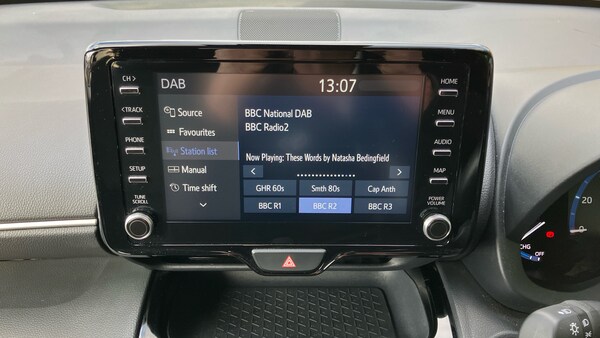 DAB 13:07
CH >
< TRACK
PHONE
SETUP
TUNE
SCROLL
Source
Favourites
Station list
Manual
Time shift
BBC National DAB
BBC Radio2
Now Playing: These Words by Natasha Bedingfield
GHR 60s Smth 80s Cap Anth
BBC R1 BBC R2 BBC R3
HOME
MENU
AUDIO
MAP
POWER
VOLUME
20
0
CHG
OFF